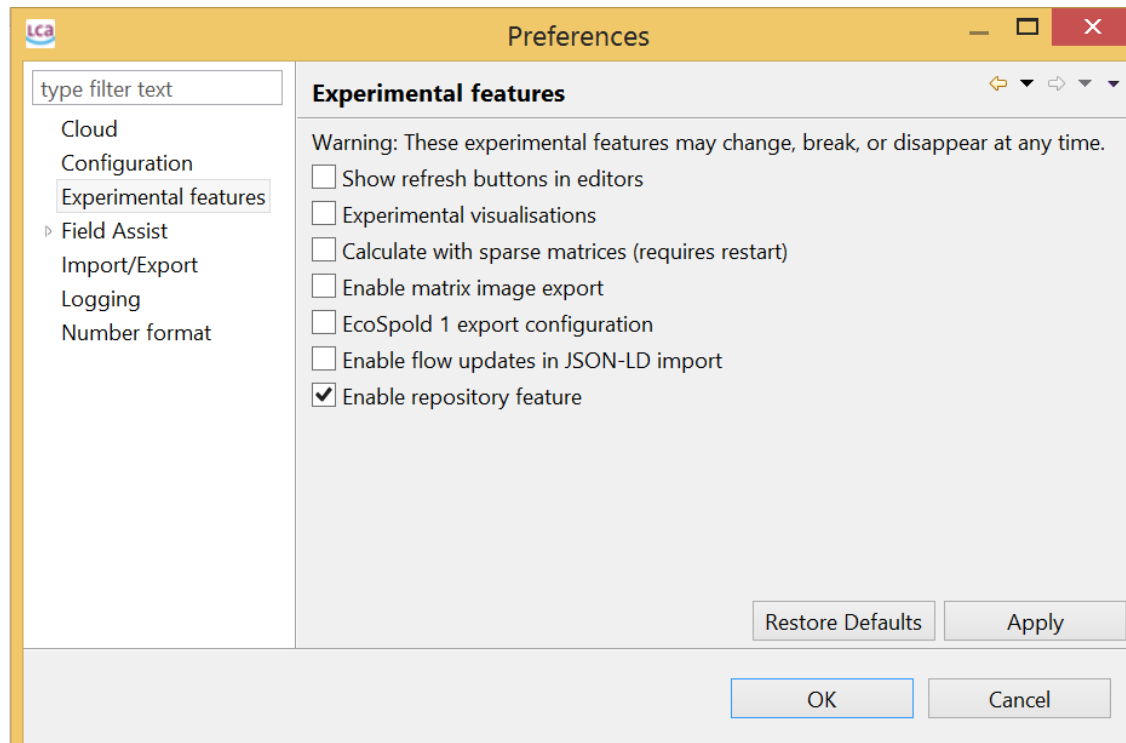 LCA
Preferences
type filter text
Cloud
Configuration
Experimental features
Field Assist
Import/Export
Logging
Number format
Experimental features
Warning: These experimental features may change, break, or disappear at any time.
Show refresh buttons in editors
Experimental visualisations
Calculate with sparse matrices (requires restart)
Enable matrix image export
EcoSpold 1 export configuration
Enable flow updates in JSON-LD import
Enable repository feature
Restore Defaults
Apply
OK
Cancel